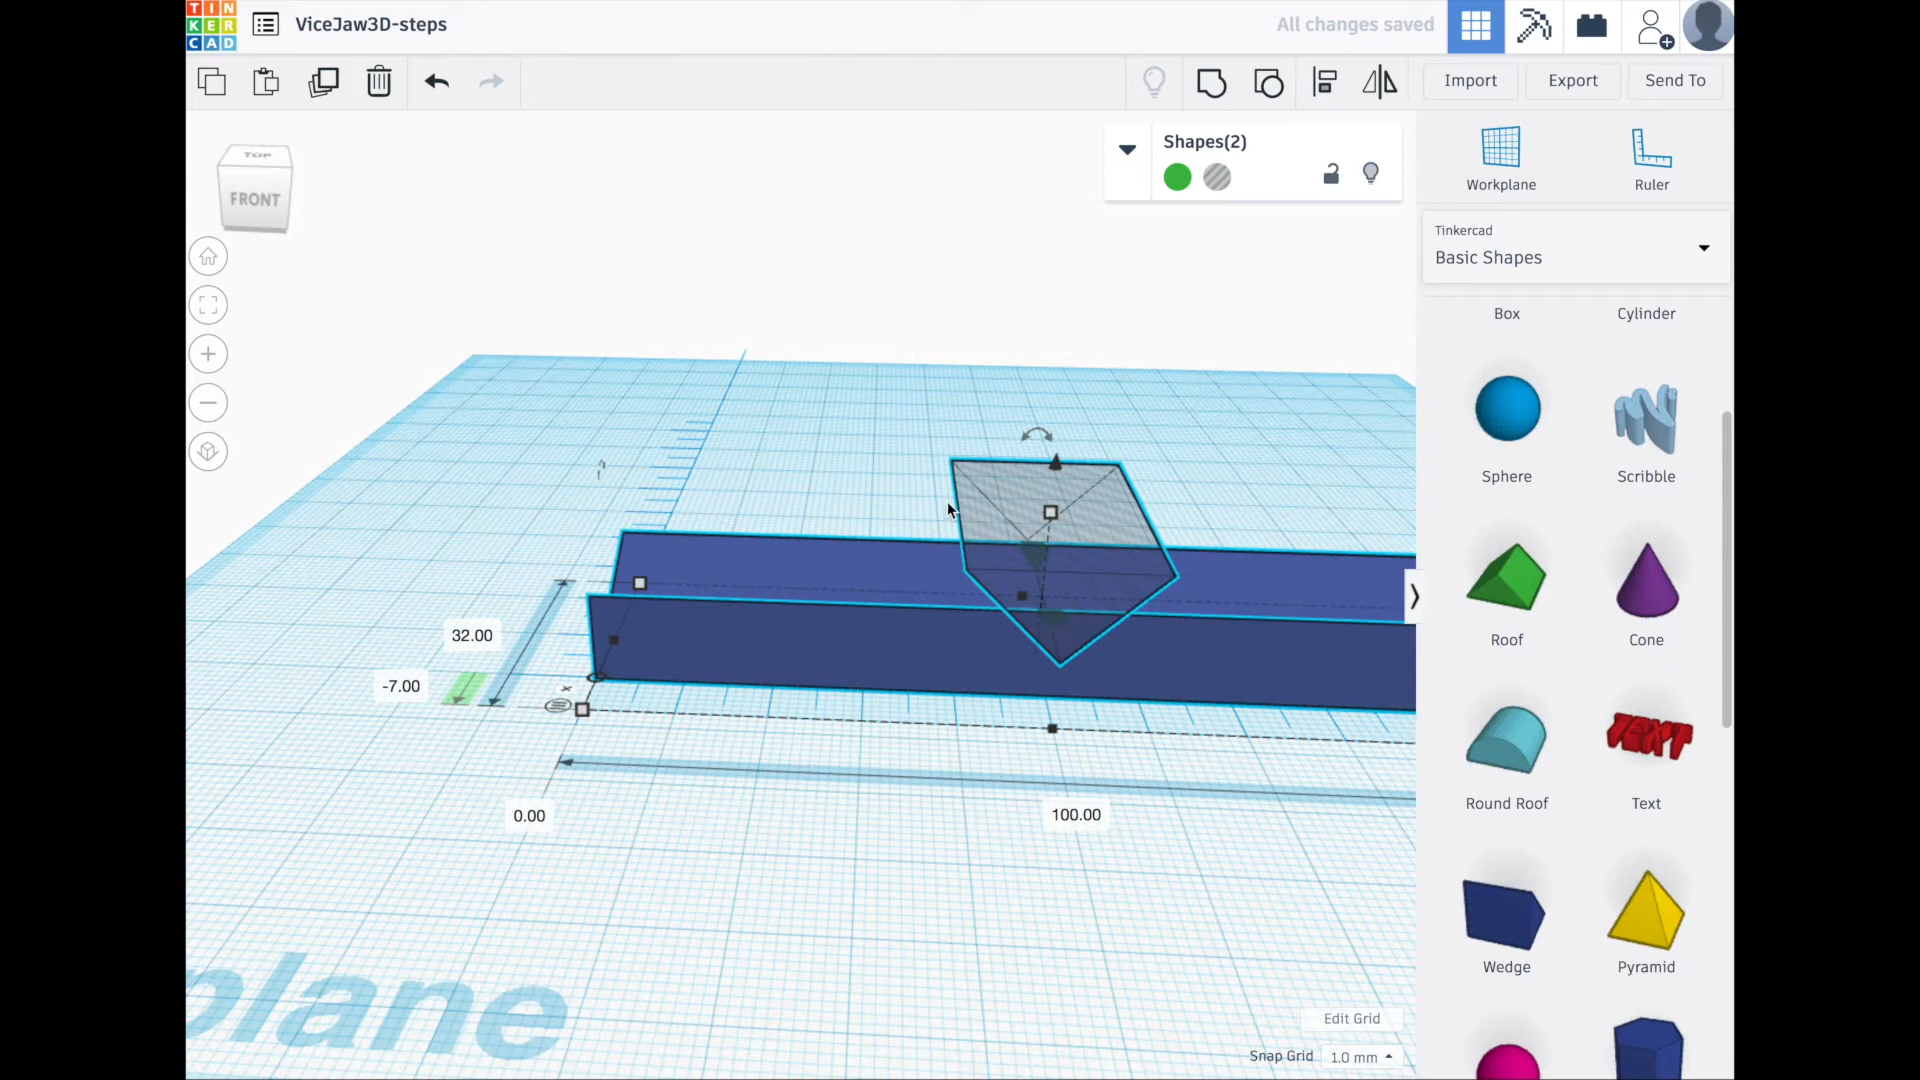 TIN
KER
CAD
ViceJaw3D-steps
All changes saved
Import
Export
Send To
TOP
FRONT
Shapes(2)
Workplane
Ruler
Tinkercad
Basic Shapes
Box
Cylinder
Sphere
Scribble
Roof
Cone
Round Roof
TEXT
Text
Wedge
Pyramid
32.00
-7.00
0.00
100.00
plane
Edit Grid
Snap Grid
1.0 mm